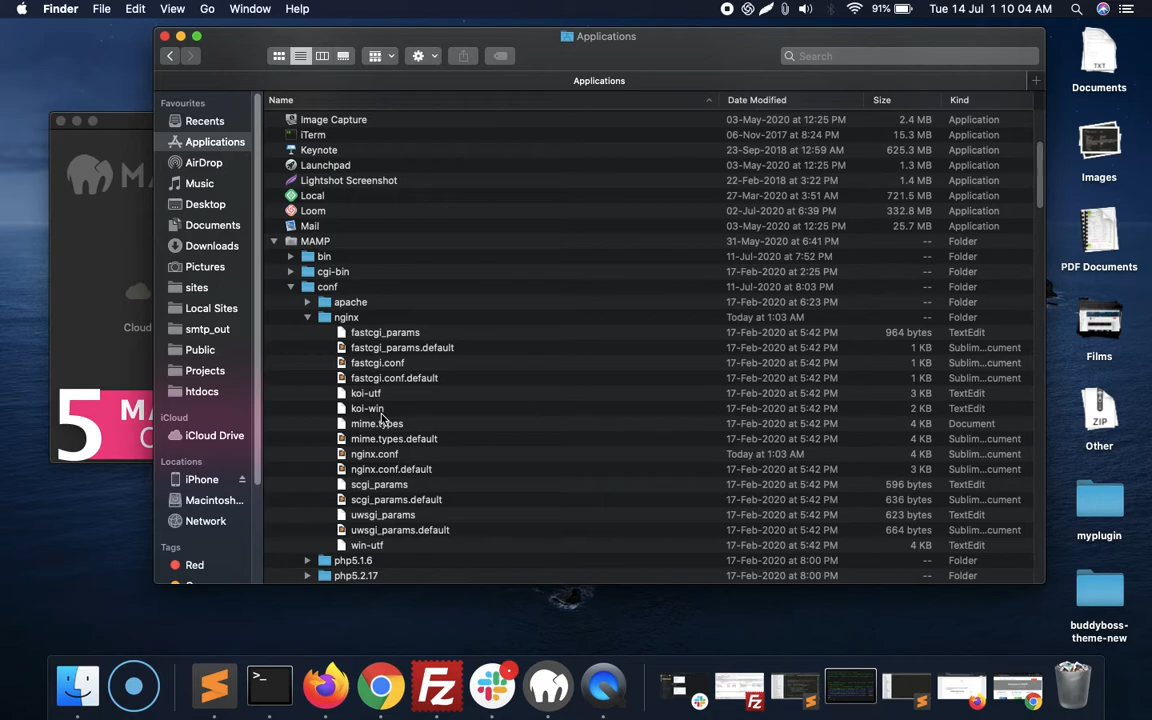 Finder File Edit View Go Window Help 91% Tue 14 Jul 1 10 04 AM
Applications
Search
Applications
Name Date Modified Size Kind
Favourites
Recents
Applications
AirDrop
Music
Desktop
Documents
Downloads
Pictures
sites
Local Sites
smtp_out
Public
Projects
htdocs
iCloud
iCloud Drive
Locations
iPhone
Macintosh...
Network
Tags
Red
Image Capture 03-May-2020 at 12:25 PM 2.4 MB Application
iTerm 06-Nov-2017 at 8:24 PM 15.3 MB Application
Keynote 23-Sep-2018 at 12:59 AM 625.3 MB Application
Launchpad 03-May-2020 at 12:25 PM 1.3 MB Application
Lightshot Screenshot 22-Feb-2018 at 3:22 PM 1.4 MB Application
Local 27-Mar-2020 at 3:51 AM 721.5 MB Application
Loom 02-Jul-2020 at 6:39 PM 332.8 MB Application
Mail 03-May-2020 at 12:25 PM 25.7 MB Application
MAMP 31-May-2020 at 6:41 PM -- Folder
bin 11-Jul-2020 at 7:52 PM -- Folder
cgi-bin 17-Feb-2020 at 2:25 PM -- Folder
conf 11-Jul-2020 at 8:03 PM -- Folder
apache 17-Feb-2020 at 6:23 PM -- Folder
nginx Today at 1:03 AM -- Folder
fastcgi_params 17-Feb-2020 at 5:42 PM 964 bytes TextEdit
fastcgi_params.default 17-Feb-2020 at 5:42 PM 1 KB Sublim...cument
fastcgi.conf 17-Feb-2020 at 5:42 PM 1 KB Sublim...cument
fastcgi.conf.default 17-Feb-2020 at 5:42 PM 1 KB Sublim...cument
koi-utf 17-Feb-2020 at 5:42 PM 3 KB TextEdit
koi-win 17-Feb-2020 at 5:42 PM 2 KB TextEdit
mime.types 17-Feb-2020 at 5:42 PM 4 KB Document
mime.types.default 17-Feb-2020 at 5:42 PM 4 KB Sublim...cument
nginx.conf Today at 1:03 AM 4 KB Sublim...cument
nginx.conf.default 17-Feb-2020 at 5:42 PM 3 KB Sublim...cument
scgi_params 17-Feb-2020 at 5:42 PM 596 bytes TextEdit
scgi_params.default 17-Feb-2020 at 5:42 PM 636 bytes Sublim...cument
uwsgi_params 17-Feb-2020 at 5:42 PM 623 bytes TextEdit
uwsgi_params.default 17-Feb-2020 at 5:42 PM 664 bytes Sublim...cument
win-utf 17-Feb-2020 at 5:42 PM 4 KB TextEdit
php5.1.6 17-Feb-2020 at 8:00 PM -- Folder
php5.2.17 17-Feb-2020 at 8:00 PM -- Folder
M
Cloud
5 MA
C
TXT
Documents
Images
PDF Documents
Films
ZIP
Other
myplugin
buddyboss-
theme-new